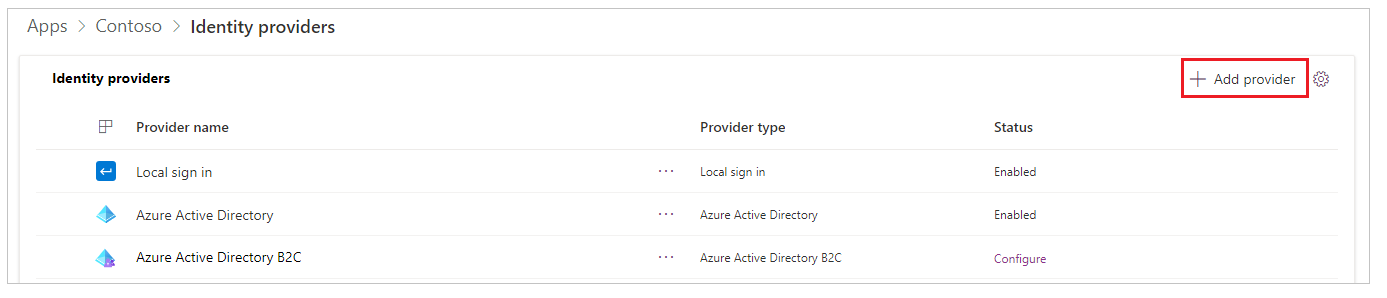 Apps > Contoso > Identity providers
Identity providers
+ Add provider
Provider name Provider type Status
Local sign in ... Local sign in Enabled
Azure Active Directory ... Azure Active Directory Enabled
Azure Active Directory B2C ... Azure Active Directory B2C Configure